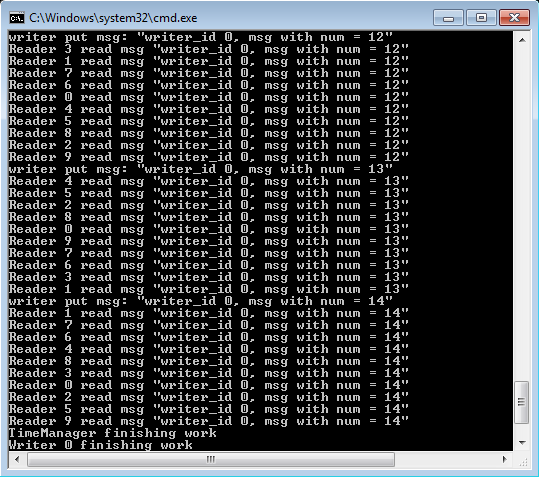 C:\Windows\system32\cmd.exe
writer put msg: "writer_id 0, msg with num = 12"
Reader 3 read msg "writer_id 0, msg with num = 12"
Reader 1 read msg "writer_id 0, msg with num = 12"
Reader 7 read msg "writer_id 0, msg with num = 12"
Reader 6 read msg "writer_id 0, msg with num = 12"
Reader 0 read msg "writer_id 0, msg with num = 12"
Reader 4 read msg "writer_id 0, msg with num = 12"
Reader 5 read msg "writer_id 0, msg with num = 12"
Reader 8 read msg "writer_id 0, msg with num = 12"
Reader 2 read msg "writer_id 0, msg with num = 12"
Reader 9 read msg "writer_id 0, msg with num = 12"
writer put msg: "writer_id 0, msg with num = 13"
Reader 4 read msg "writer_id 0, msg with num = 13"
Reader 5 read msg "writer_id 0, msg with num = 13"
Reader 2 read msg "writer_id 0, msg with num = 13"
Reader 8 read msg "writer_id 0, msg with num = 13"
Reader 0 read msg "writer_id 0, msg with num = 13"
Reader 9 read msg "writer_id 0, msg with num = 13"
Reader 7 read msg "writer_id 0, msg with num = 13"
Reader 6 read msg "writer_id 0, msg with num = 13"
Reader 3 read msg "writer_id 0, msg with num = 13"
Reader 1 read msg "writer_id 0, msg with num = 13"
writer put msg: "writer_id 0, msg with num = 14"
Reader 1 read msg "writer_id 0, msg with num = 14"
Reader 7 read msg "writer_id 0, msg with num = 14"
Reader 6 read msg "writer_id 0, msg with num = 14"
Reader 4 read msg "writer_id 0, msg with num = 14"
Reader 8 read msg "writer_id 0, msg with num = 14"
Reader 3 read msg "writer_id 0, msg with num = 14"
Reader 0 read msg "writer_id 0, msg with num = 14"
Reader 2 read msg "writer_id 0, msg with num = 14"
Reader 5 read msg "writer_id 0, msg with num = 14"
Reader 9 read msg "writer_id 0, msg with num = 14"
TimeManager finishing work
Writer 0 finishing work